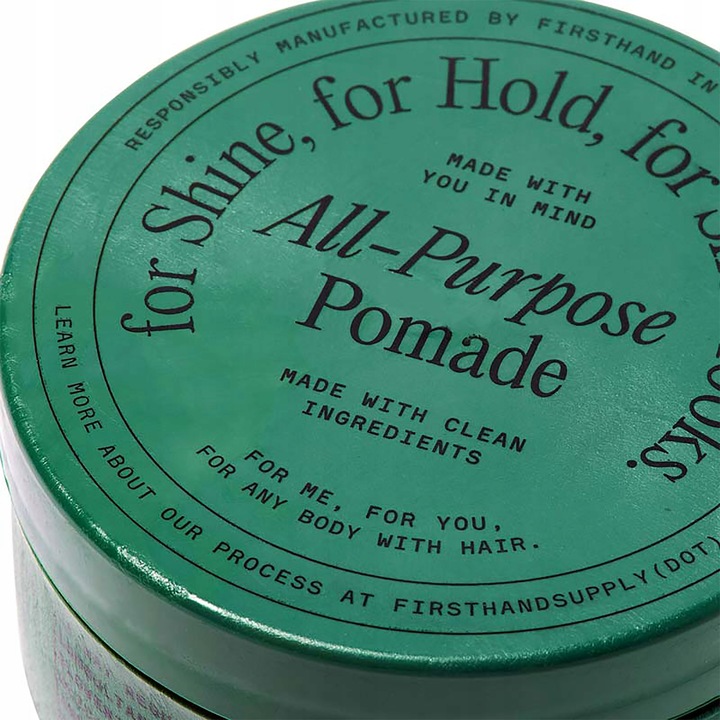 RESPONSIBLY MANUFACTURED BY FIRSTHAND IN
for Shine, for Hold, for
MADE WITH
YOU IN MIND
All-Purpose
Pomade
MADE WITH CLEAN
INGREDIENTS
FOR ME, FOR YOU,
FOR ANY BODY WITH HAIR.
LEARN MORE ABOUT OUR PROCESS AT FIRSTHANDSUPPLY(DOT)